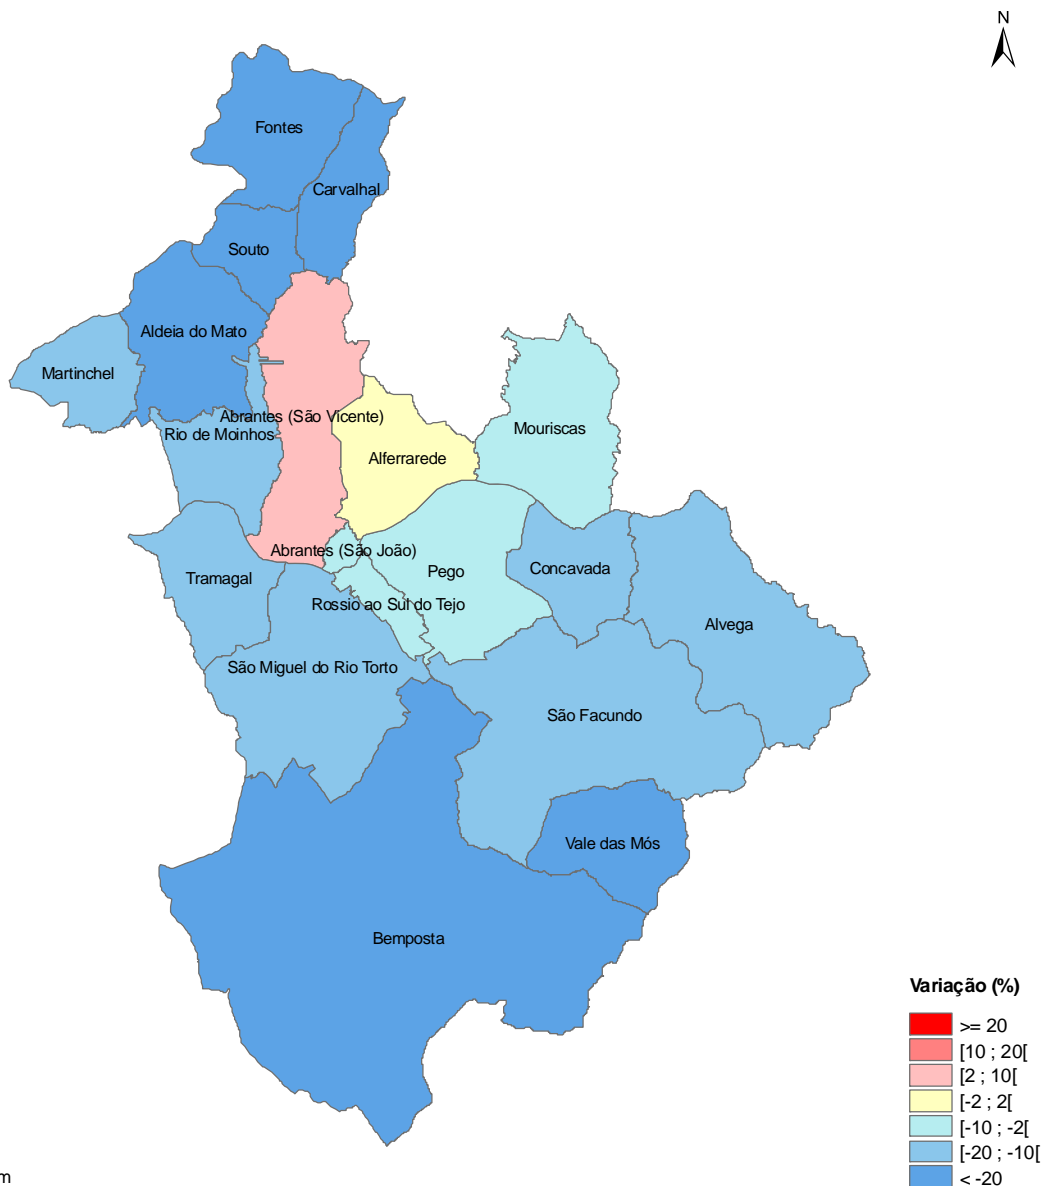 N
Fontes
Carvalhal
Souto
Aldeia do Mato
Martinchel
Abrantes (São Vicente)
Rio de Moinhos
Mouriscas
Alferrarede
Abrantes (São João)
Tramagal
Pego
Concavada
Rossio ao Sul do Tejo
Alvega
São Miguel do Rio Torto
São Facundo
Vale das Mós
Bemposta
Variação (%)
>= 20
[10 ; 20[
[2 ; 10[
[-2 ; 2[
[-10 ; -2[
[-20 ; -10[
< -20
m